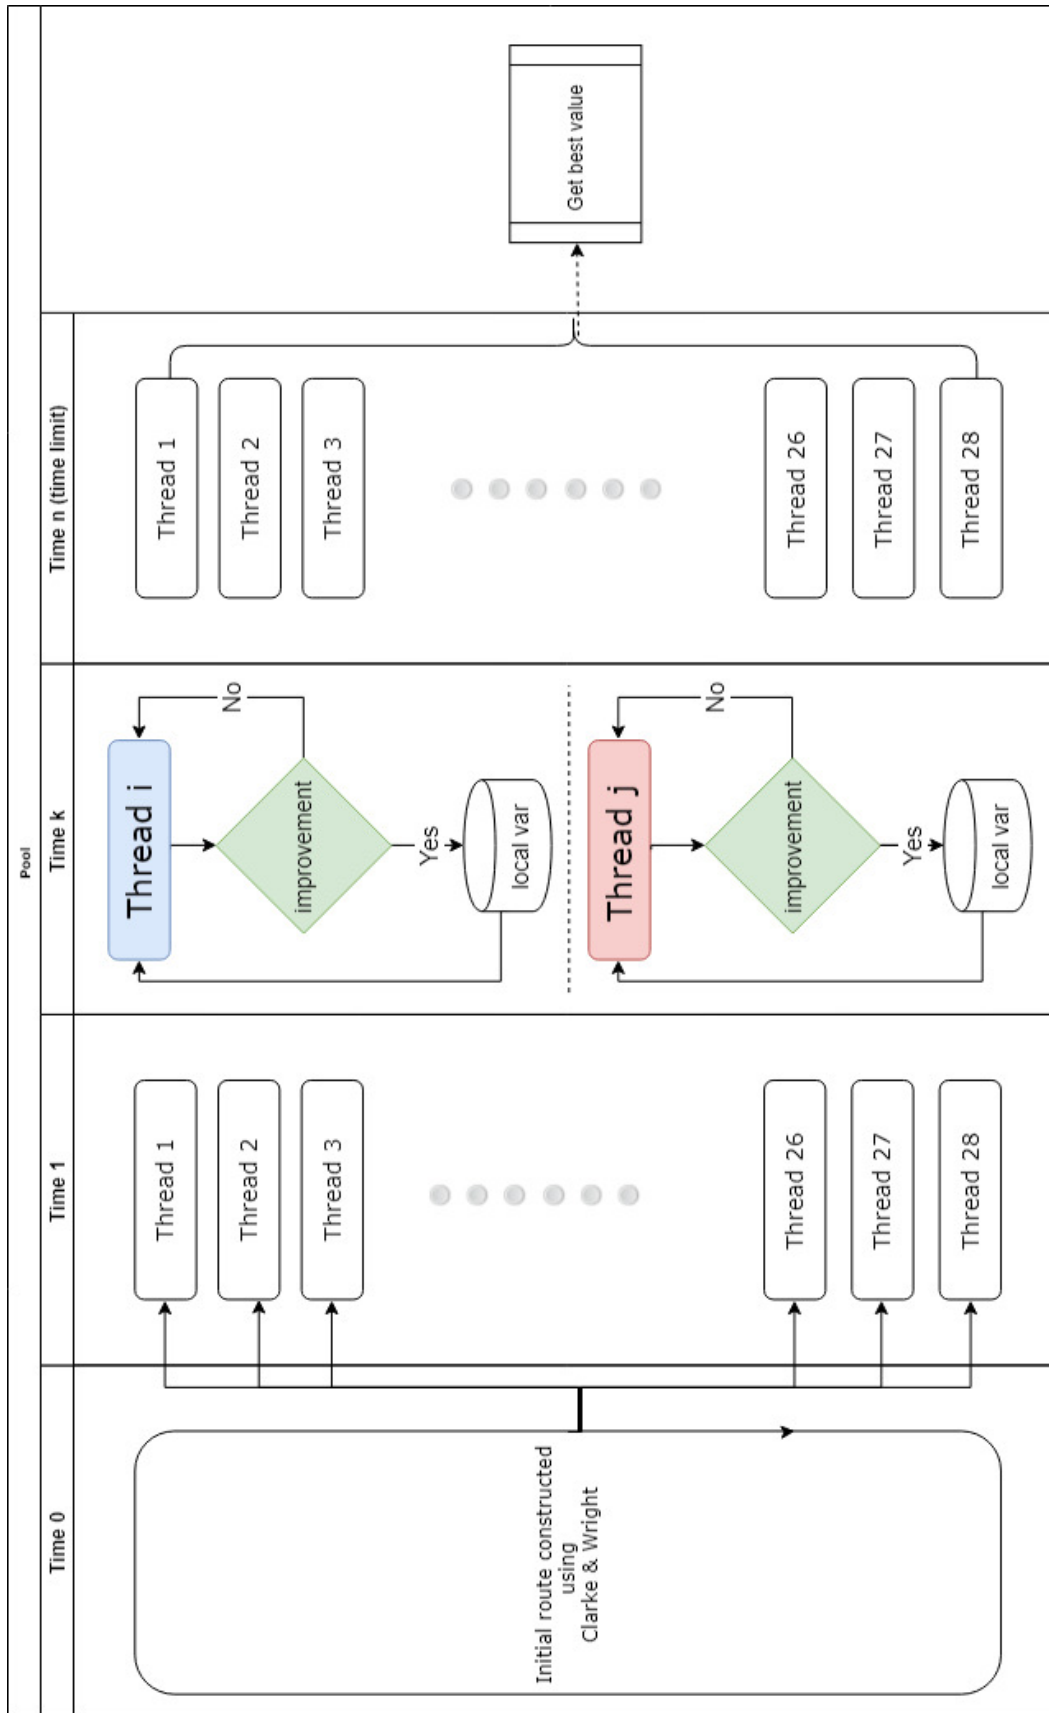 Pool
Time 0
Initial route constructed
using
Clarke & Wright
Time 1
Thread 1
Thread 2
Thread 3
Thread 26
Thread 27
Thread 28
Time k
Thread i
improvement
No
Yes
local var
Thread j
improvement
No
Yes
local var
Time n (time limit)
Thread 1
Thread 2
Thread 3
Thread 26
Thread 27
Thread 28
Get best value